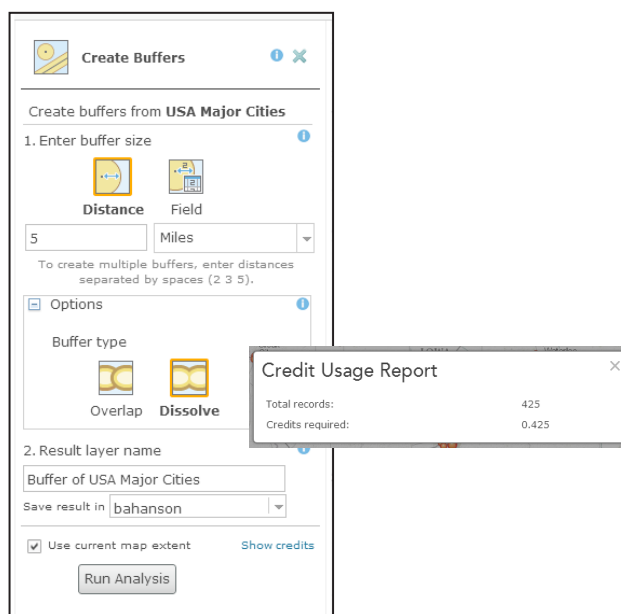 Create Buffers
Create buffers from USA Major Cities
1. Enter buffer size
Distance Field
5 Miles
To create multiple buffers, enter distances
separated by spaces (2 3 5).
Options
Buffer type
Overlap Dissolve
Credit Usage Report
Total records: 425
Credits required: 0.425
2. Result layer name
Buffer of USA Major Cities
Save result in bahanson
Use current map extent Show credits
Run Analysis